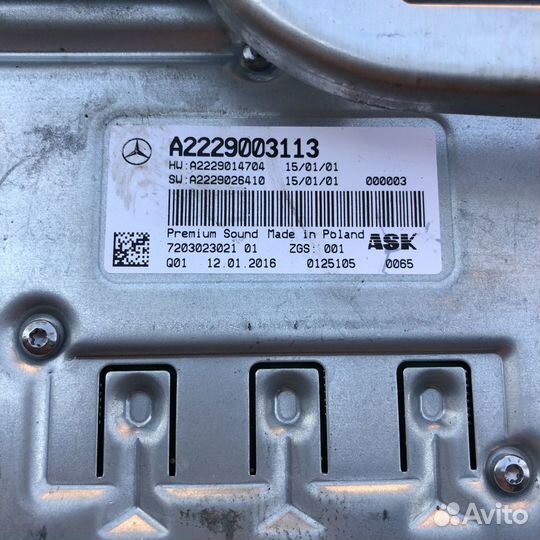 A2229003113
HW:A2229014704 15/01/01
SW:A2229026410 15/01/01 000003
Premium Sound Made in Poland
7203023021 01 ZGS: 001 ASK
Q01 12.01.2016 0125105 0065
Avito